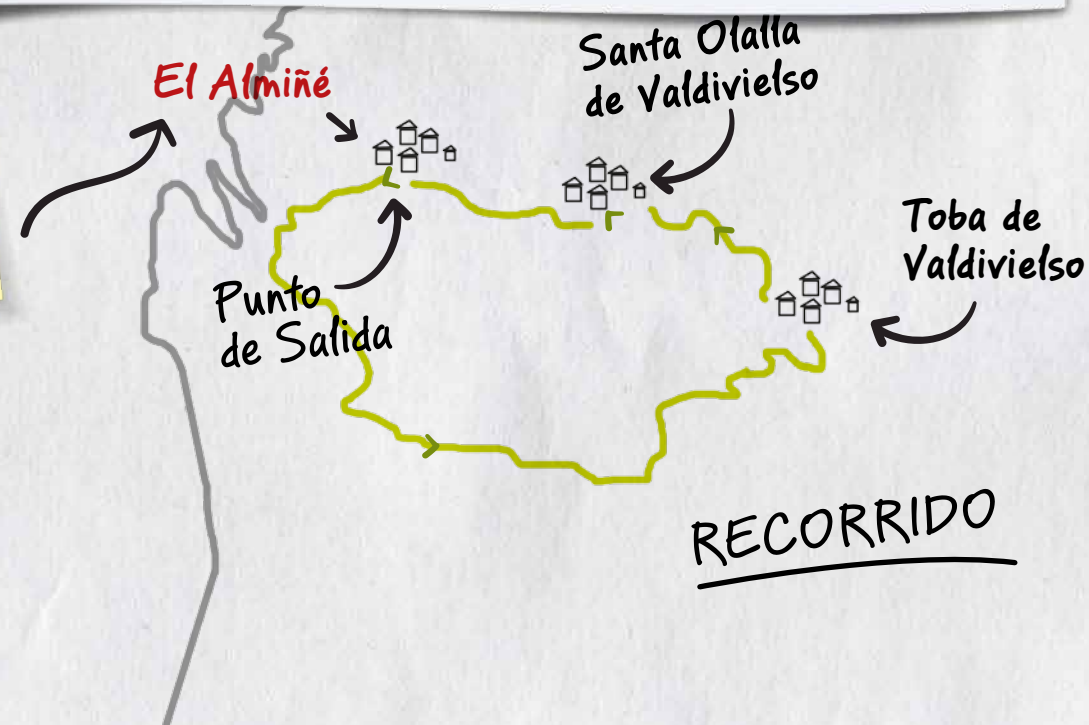 Santa Olalla
de Valdivielso
El Almiñé
Toba de
Valdivielso
Punto
de Salida
RECORRIDO